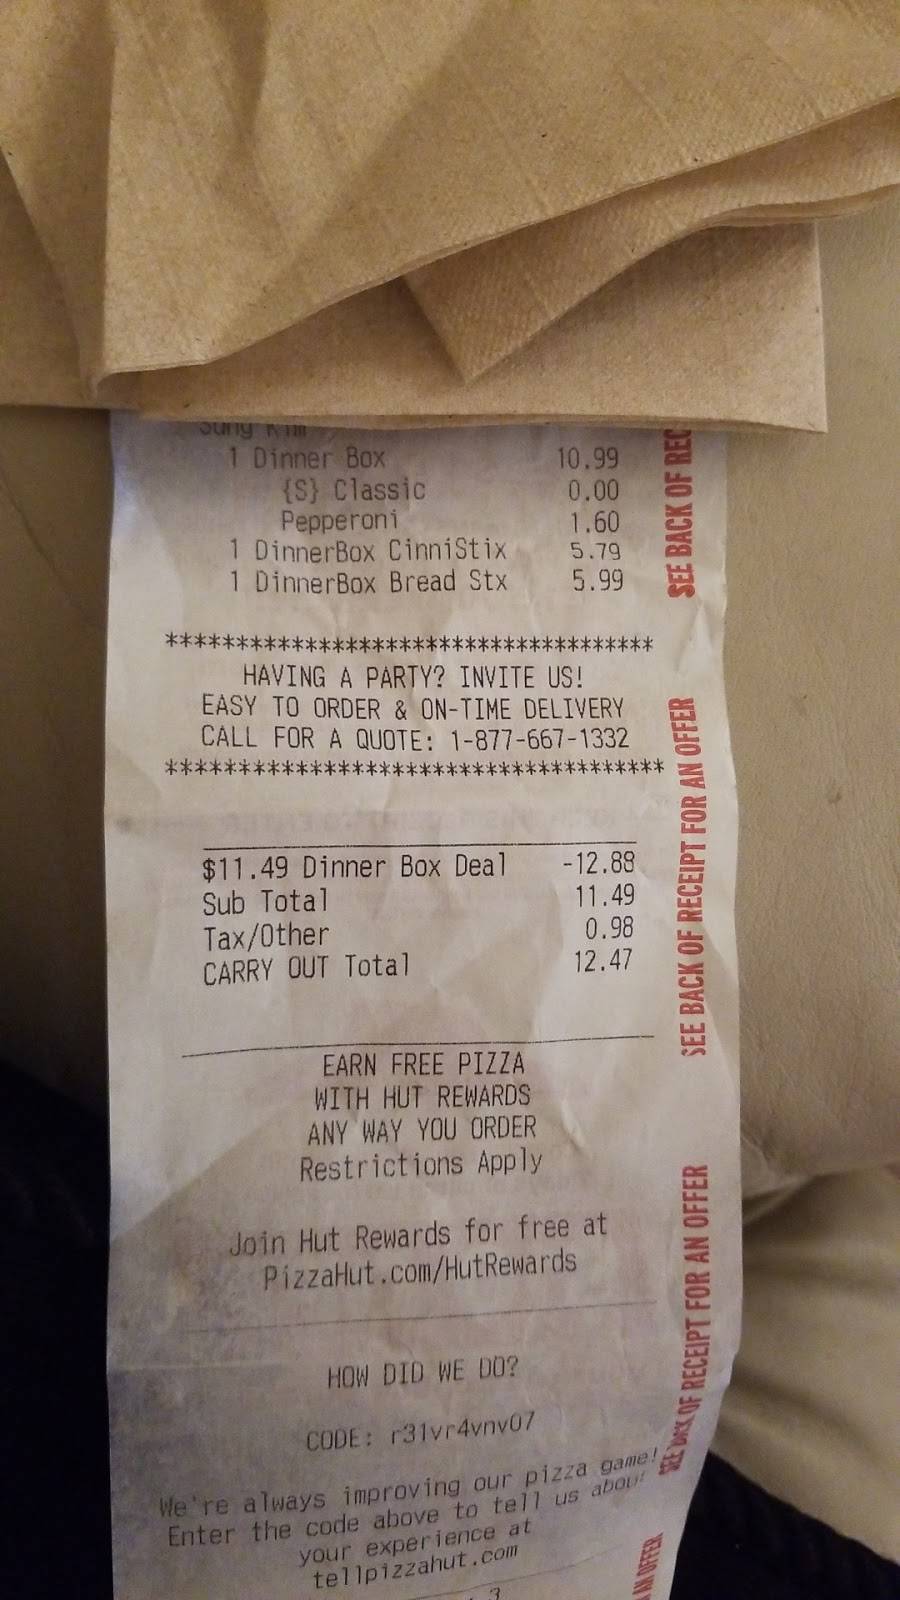 Sung Kim
1 Dinner Box 10.99
{S} Classic 0.00
Pepperoni 1.60
1 DinnerBox CinniStix 5.79
1 DinnerBox Bread Stx 5.99
**************************************
HAVING A PARTY? INVITE US!
EASY TO ORDER & ON-TIME DELIVERY
CALL FOR A QUOTE: 1-877-667-1332
**************************************
$11.49 Dinner Box Deal -12.88
Sub Total 11.49
Tax/Other 0.98
CARRY OUT Total 12.47
EARN FREE PIZZA
WITH HUT REWARDS
ANY WAY YOU ORDER
Restrictions Apply
Join Hut Rewards for free at
PizzaHut.com/HutRewards
HOW DID WE DO?
CODE: r31vr4vnv07
We're always improving our pizza game!
Enter the code above to tell us about
your experience at
tellpizzahut.com
SEE BACK OF REC
SEE BACK OF RECEIPT FOR AN OFFER
SEE BACK OF RECEIPT FOR AN OFFER
AN OFFER